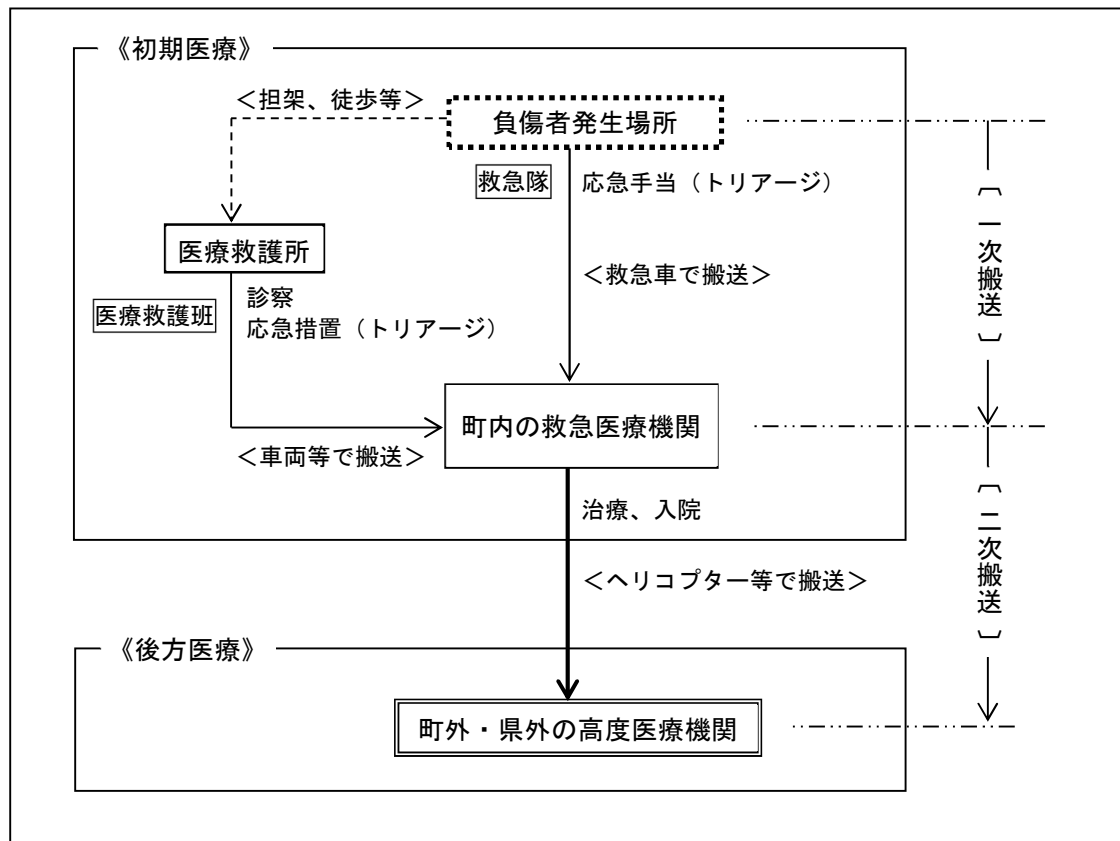 《初期医療》
＜担架、徒歩等＞
負傷者発生場所
救急隊
応急手当（トリアージ）
医療救護所
＜救急車で搬送＞
医療救護班
診察
応急措置（トリアージ）
〔一次搬送〕
町内の救急医療機関
＜車両等で搬送＞
治療、入院
＜ヘリコプター等で搬送＞
〔二次搬送〕
《後方医療》
町外・県外の高度医療機関